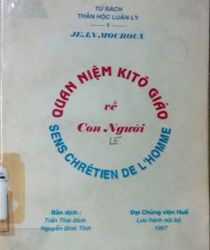 TỦ SÁCH
THẦN HỌC LUÂN LÝ
1
JEAN MOUROUX
QUAN NIỆM KITÔ GIÁO
về
Con Người
LE
SENS CHRÉTIEN DE L'HOMME
Bản dịch :
Trần Thái Đỉnh
Nguyễn Bình Tĩnh
Đại Chủng viện Huế
Lưu hành nội bộ
1997